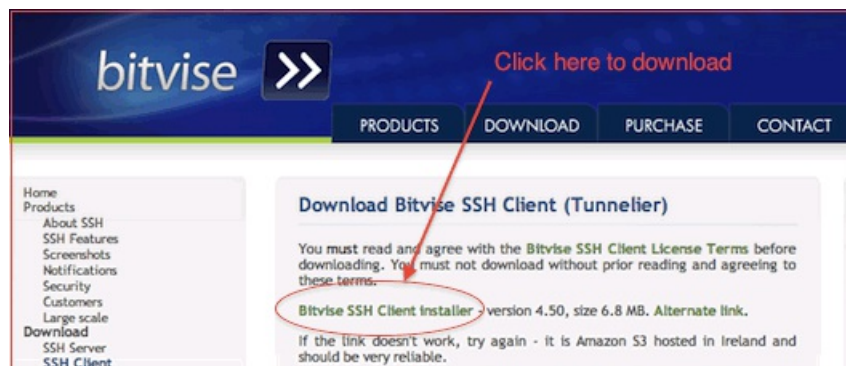 bitvise
Click here to download
PRODUCTS DOWNLOAD PURCHASE CONTACT
Home
Products
About SSH
SSH Features
Screenshots
Notifications
Security
Customers
Large scale
Download
SSH Server
SSH Client
Download Bitvise SSH Client (Tunnelier)
You must read and agree with the Bitvise SSH Client License Terms before
downloading. You must not download without prior reading and agreeing to
these terms.
Bitvise SSH Client Installer - version 4.50, size 6.8 MB. Alternate link.
If the link doesn't work, try again - it is Amazon S3 hosted in Ireland and
should be very reliable.